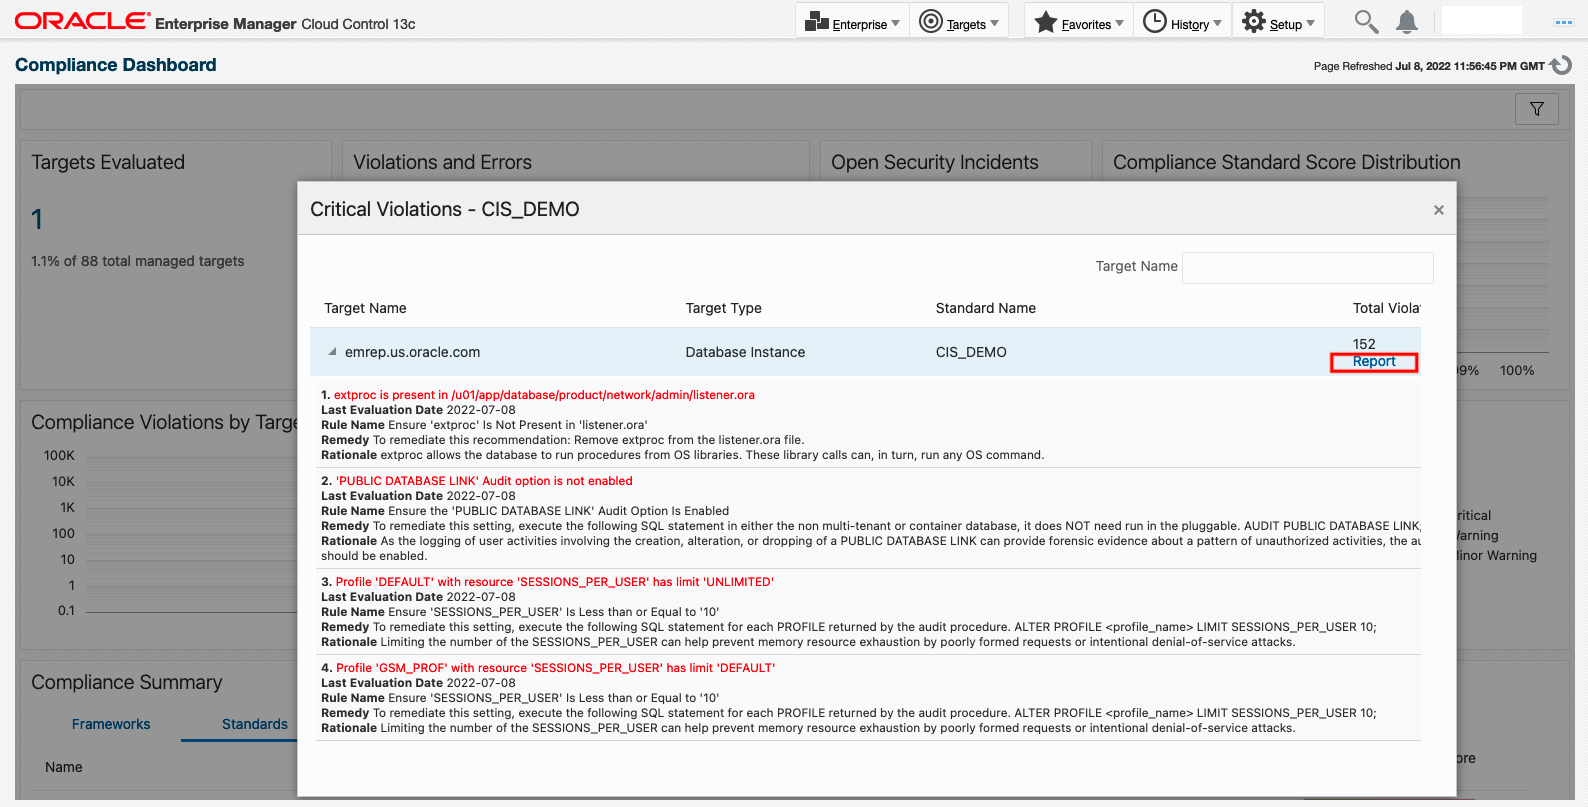 ORACLE® Enterprise Manager Cloud Control 13c
Enterprise
Targets
Favorites
History
Setup
Compliance Dashboard
Page Refreshed Jul 8, 2022 11:56:45 PM GMT
Targets Evaluated
Violations and Errors
Open Security Incidents
Compliance Standard Score Distribution
1
1.1% of 88 total managed targets
Critical Violations - CIS_DEMO
×
Target Name
Target Name
Target Type
Standard Name
Total Viola
emrep.us.oracle.com
Database Instance
CIS_DEMO
152
Report
99%
100%
1. extproc is present in /u01/app/database/product/network/admin/listener.ora
Last Evaluation Date 2022-07-08
Rule Name Ensure 'extproc' Is Not Present in 'listener.ora'
Remedy To remediate this recommendation: Remove extproc from the listener.ora file.
Rationale extproc allows the database to run procedures from OS libraries. These library calls can, in turn, run any OS command.
2. 'PUBLIC DATABASE LINK' Audit option is not enabled
Last Evaluation Date 2022-07-08
Rule Name Ensure the 'PUBLIC DATABASE LINK' Audit Option Is Enabled
Remedy To remediate this setting, execute the following SQL statement in either the non multi-tenant or container database, it does NOT need run in the pluggable. AUDIT PUBLIC DATABASE LINK;
Rationale As the logging of user activities involving the creation, alteration, or dropping of a PUBLIC DATABASE LINK can provide forensic evidence about a pattern of unauthorized activities, the au
should be enabled.
3. Profile 'DEFAULT' with resource 'SESSIONS_PER_USER' has limit 'UNLIMITED'
Last Evaluation Date 2022-07-08
Rule Name Ensure 'SESSIONS_PER_USER' Is Less than or Equal to '10'
Remedy To remediate this setting, execute the following SQL statement for each PROFILE returned by the audit procedure. ALTER PROFILE <profile_name> LIMIT SESSIONS_PER_USER 10;
Rationale Limiting the number of the SESSIONS_PER_USER can help prevent memory resource exhaustion by poorly formed requests or intentional denial-of-service attacks.
4. Profile 'GSM_PROF' with resource 'SESSIONS_PER_USER' has limit 'DEFAULT'
Last Evaluation Date 2022-07-08
Rule Name Ensure 'SESSIONS_PER_USER' Is Less than or Equal to '10'
Remedy To remediate this setting, execute the following SQL statement for each PROFILE returned by the audit procedure. ALTER PROFILE <profile_name> LIMIT SESSIONS_PER_USER 10;
Rationale Limiting the number of the SESSIONS_PER_USER can help prevent memory resource exhaustion by poorly formed requests or intentional denial-of-service attacks.
Compliance Violations by Targe
100K
10K
1K
100
10
1
0.1
ritical
arning
inor Warning
Compliance Summary
Frameworks
Standards
Name
ore